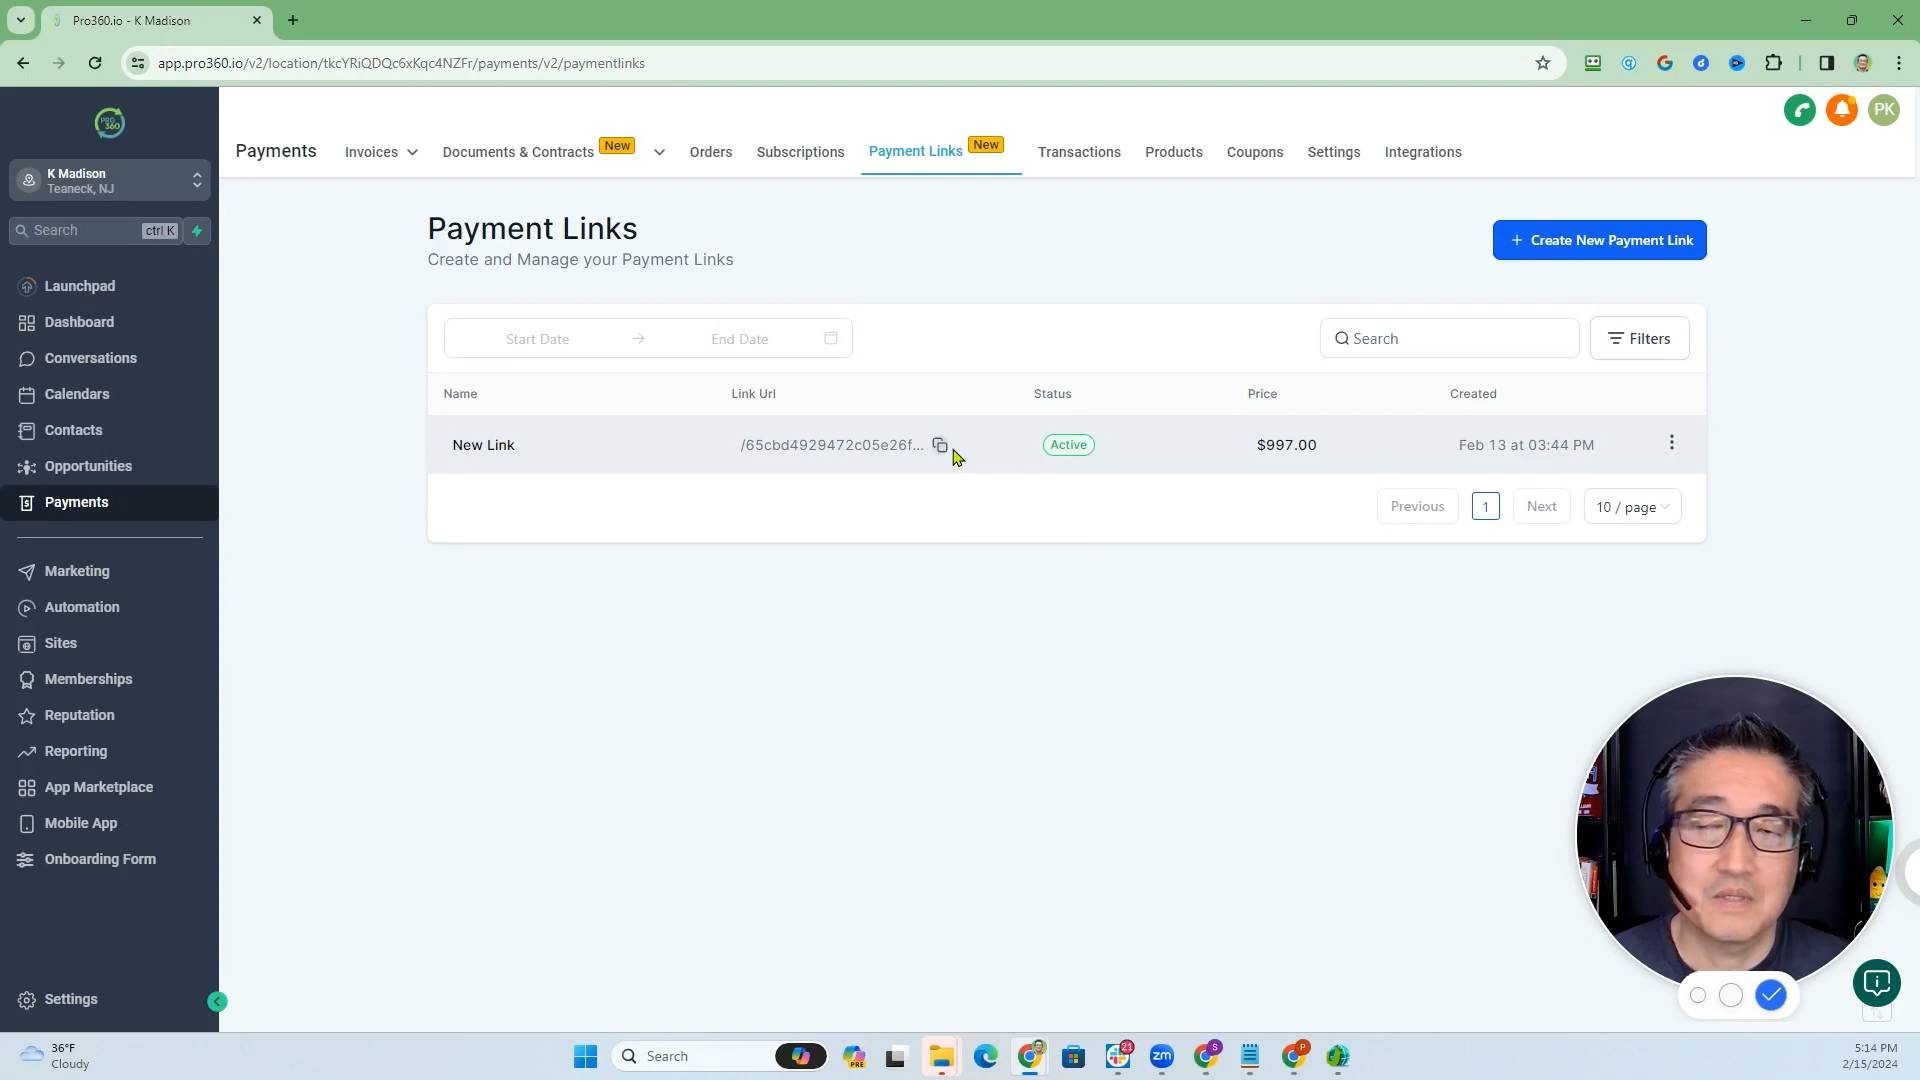 Pro360.io - K Madison
app.pro360.io/v2/location/tkcYRiQDQc6xKqc4NZFr/payments/v2/paymentlinks
PRO
360
K Madison
Teaneck, NJ
Search
ctrl K
Launchpad
Dashboard
Conversations
Calendars
Contacts
Opportunities
Payments
Marketing
Automation
Sites
Memberships
Reputation
Reporting
App Marketplace
Mobile App
Onboarding Form
Settings
PK
Payments
Invoices
Documents & Contracts
New
Orders
Subscriptions
Payment Links
New
Transactions
Products
Coupons
Settings
Integrations
Payment Links
Create and Manage your Payment Links
+ Create New Payment Link
Start Date
End Date
Search
Filters
Name
Link Url
Status
Price
Created
New Link
/65cbd4929472c05e26f...
Active
$997.00
Feb 13 at 03:44 PM
Previous
1
Next
10 / page
36°F
Cloudy
Search
PRE
21
zm
S
P
5:14 PM
2/15/2024